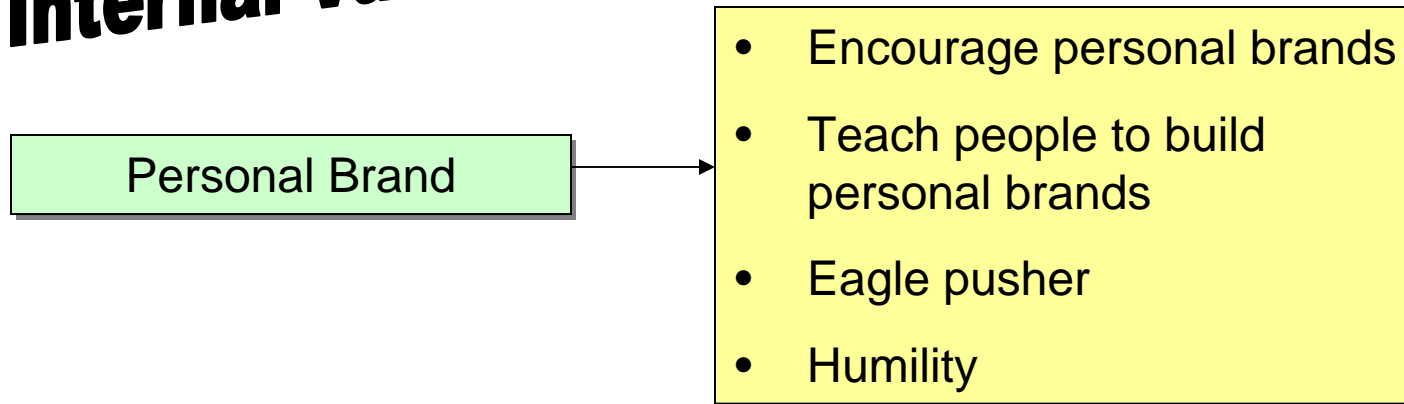 Internal
Personal Brand
• Encourage personal brands
• Teach people to build
personal brands
• Eagle pusher
• Humility